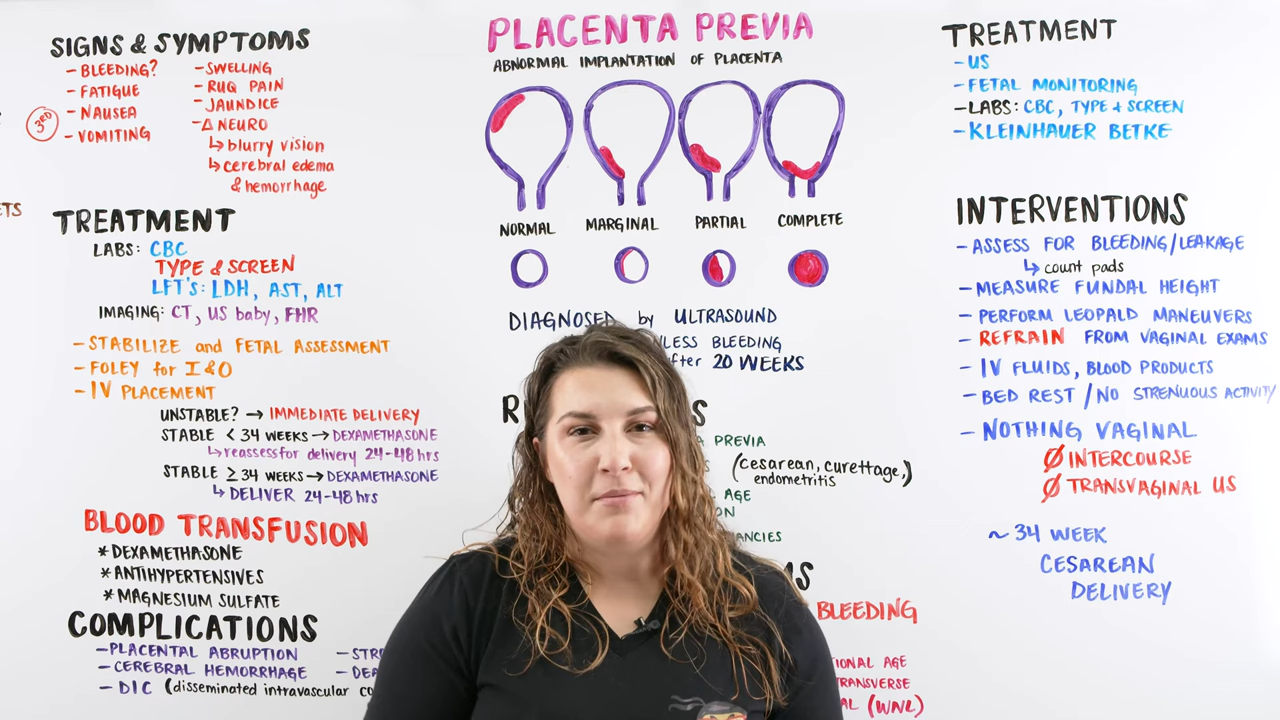 SIGNS & SYMPTOMS
- BLEEDING?
- FATIGUE
- NAUSEA
- VOMITING
3RD
- SWELLING
- RUQ PAIN
- JAUNDICE
- Δ NEURO
↳ blurry vision
↳ cerebral edema
& hemorrhage
ETS
TREATMENT
LABS: CBC
TYPE & SCREEN
LFT'S: LDH, AST, ALT
IMAGING: CT, US baby, FHR
- STABILIZE and FETAL ASSESSMENT
- FOLEY for I & O
- IV PLACEMENT
UNSTABLE? → IMMEDIATE DELIVERY
STABLE < 34 WEEKS → DEXAMETHASONE
↳ reassess for delivery 24-48 hrs
STABLE ≥ 34 WEEKS → DEXAMETHASONE
↳ DELIVER 24-48 hrs
BLOOD TRANSFUSION
* DEXAMETHASONE
* ANTIHYPERTENSIVES
* MAGNESIUM SULFATE
COMPLICATIONS
- PLACENTAL ABRUPTION
- CEREBRAL HEMORRHAGE
- DIC (disseminated intravascular
PLACENTA PREVIA
ABNORMAL IMPLANTATION OF PLACENTA
NORMAL MARGINAL PARTIAL COMPLETE
DIAGNOSED by ULTRASOUND
BLEEDING
after 20 WEEKS
PREVIA
(cesarean, curettage,
endometritis)
AGE
BLEEDING
AGE
TRANSVERSE
(WNL)
TREATMENT
- US
- FETAL MONITORING
- LABS: CBC, TYPE + SCREEN
- KLEINHAUER BETKE
INTERVENTIONS
- ASSESS FOR BLEEDING/LEAKAGE
↳ count pads
- MEASURE FUNDAL HEIGHT
- PERFORM LEOPALD MANEUVERS
- REFRAIN FROM VAGINAL EXAMS
- IV FLUIDS, BLOOD PRODUCTS
- BED REST / NO STRENUOUS ACTIVITY
- NOTHING VAGINAL
Ø INTERCOURSE
Ø TRANSVAGINAL US
~ 34 WEEK
CESAREAN
DELIVERY